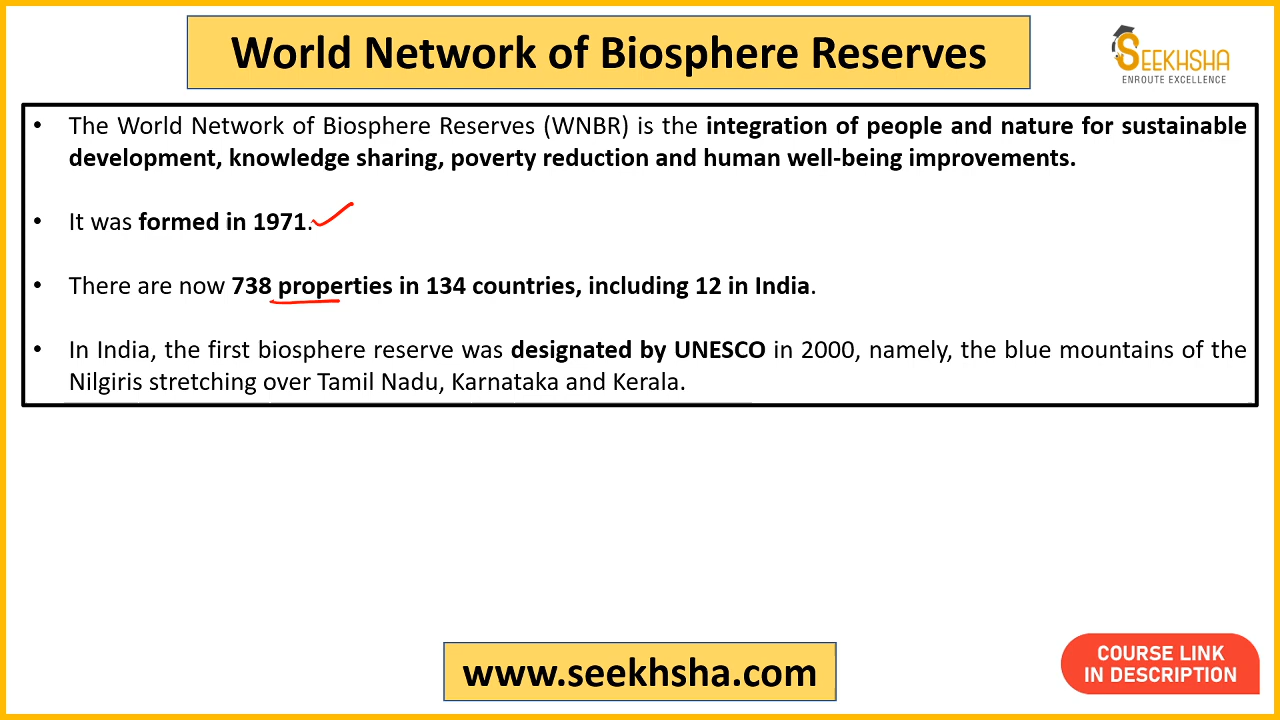 World Network of Biosphere Reserves
SEEKHSHA
ENROUTE EXCELLENCE
• The World Network of Biosphere Reserves (WNBR) is the integration of people and nature for sustainable
development, knowledge sharing, poverty reduction and human well-being improvements.
• It was formed in 1971.
• There are now 738 properties in 134 countries, including 12 in India.
• In India, the first biosphere reserve was designated by UNESCO in 2000, namely, the blue mountains of the
Nilgiris stretching over Tamil Nadu, Karnataka and Kerala.
www.seekhsha.com
COURSE LINK
IN DESCRIPTION